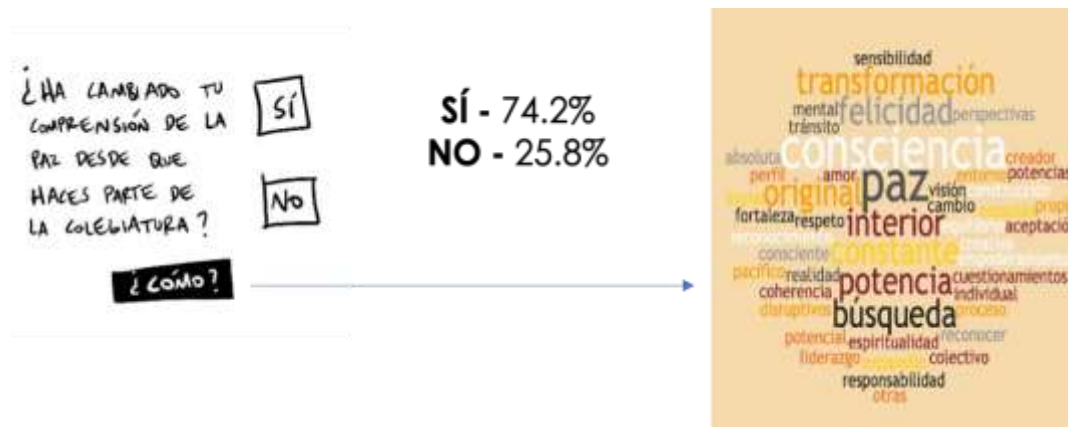 ¿HA CAMBIADO TU
COMPRENSIÓN DE LA
PAZ DESDE QUE
HACES PARTE DE
LA COLEGIATURA?
SÍ
NO
¿CÓMO?
SÍ - 74.2%
NO - 25.8%
sensibilidad
transformación
mental felicidad perspectivas
tránsito
consciencia
absoluta creador
perfil amor entorno potencias
original paz visión
cambio
fortaleza respeto interior aceptació
consciente constante
pacífico realidad potencia cuestionamientos
coherencia individual
disruptivos búsqueda proceso
potencial espiritualidad reconocer
liderazgo colectivo
responsabilidad
otras